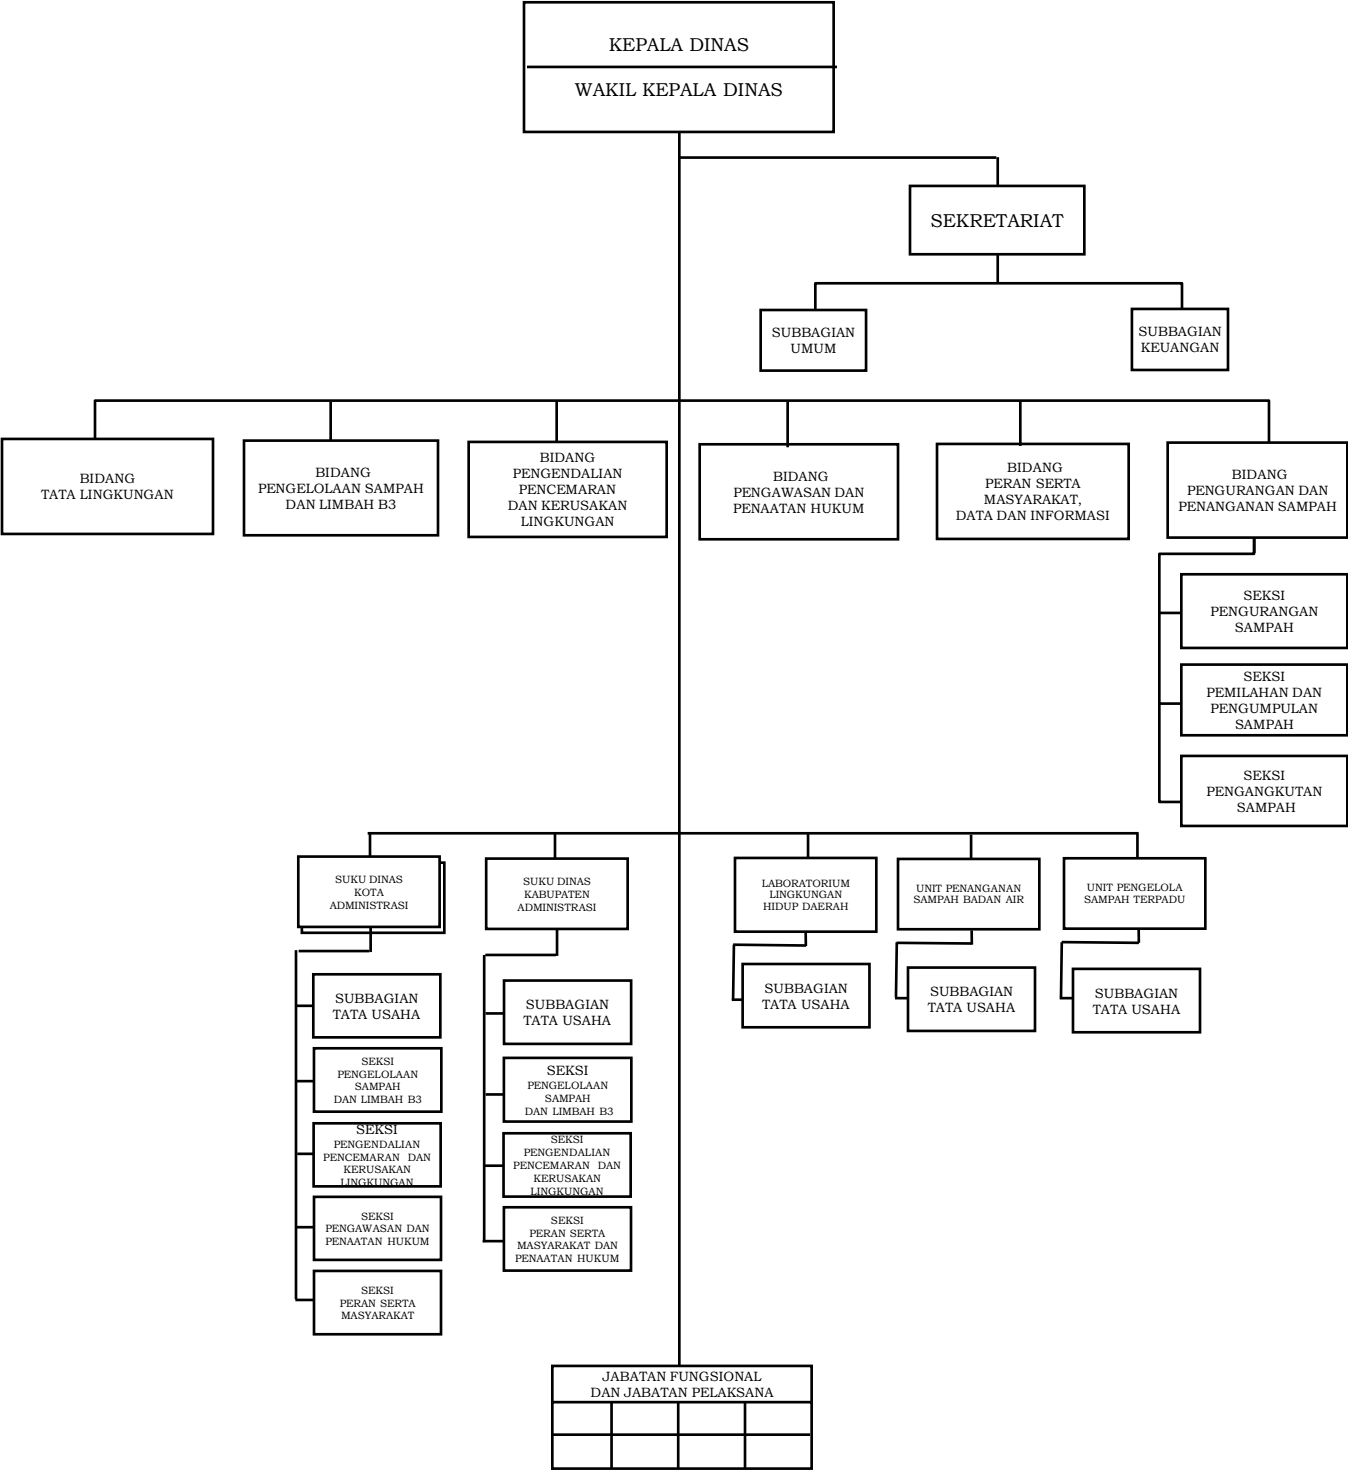 KEPALA DINAS
WAKIL KEPALA DINAS
SEKRETARIAT
SUBBAGIAN
UMUM
SUBBAGIAN
KEUANGAN
BIDANG
TATA LINGKUNGAN
BIDANG
PENGELOLAAN SAMPAH
DAN LIMBAH B3
BIDANG
PENGENDALIAN
PENCEMARAN
DAN KERUSAKAN
LINGKUNGAN
BIDANG
PENGAWASAN DAN
PENAATAN HUKUM
BIDANG
PERAN SERTA
MASYARAKAT,
DATA DAN INFORMASI
BIDANG
PENGURANGAN DAN
PENANGANAN SAMPAH
SEKSI
PENGURANGAN
SAMPAH
SEKSI
PEMILAHAN DAN
PENGUMPULAN
SAMPAH
SEKSI
PENGANGKUTAN
SAMPAH
SUKU DINAS
KOTA
ADMINISTRASI
SUBBAGIAN
TATA USAHA
SEKSI
PENGELOLAAN
SAMPAH
DAN LIMBAH B3
SEKSI
PENGENDALIAN
PENCEMARAN DAN
KERUSAKAN
LINGKUNGAN
SEKSI
PENGAWASAN DAN
PENAATAN HUKUM
SEKSI
PERAN SERTA
MASYARAKAT
SUKU DINAS
KABUPATEN
ADMINISTRASI
SUBBAGIAN
TATA USAHA
SEKSI
PENGELOLAAN
SAMPAH
DAN LIMBAH B3
SEKSI
PENGENDALIAN
PENCEMARAN DAN
KERUSAKAN
LINGKUNGAN
SEKSI
PERAN SERTA
MASYARAKAT DAN
PENAATAN HUKUM
LABORATORIUM
LINGKUNGAN
HIDUP DAERAH
SUBBAGIAN
TATA USAHA
UNIT PENANGANAN
SAMPAH BADAN AIR
SUBBAGIAN
TATA USAHA
UNIT PENGELOLA
SAMPAH TERPADU
SUBBAGIAN
TATA USAHA
JABATAN FUNGSIONAL
DAN JABATAN PELAKSANA